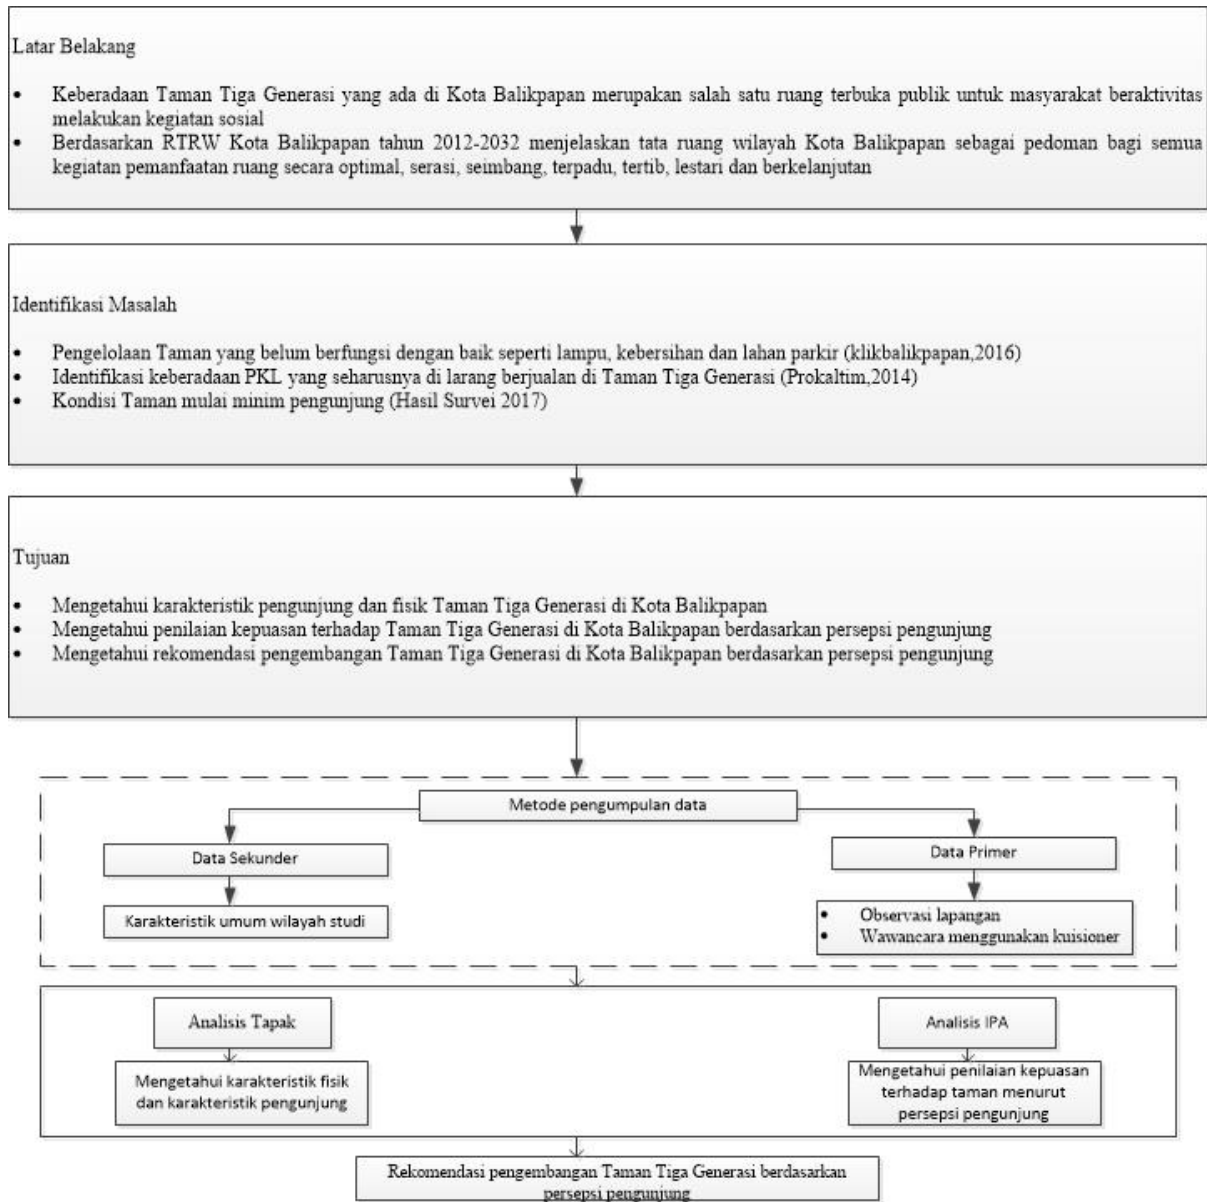 Latar Belakang
• Keberadaan Taman Tiga Generasi yang ada di Kota Balikpapan merupakan salah satu ruang terbuka publik untuk masyarakat beraktivitas
melakukan kegiatan sosial
• Berdasarkan RTRW Kota Balikpapan tahun 2012-2032 menjelaskan tata ruang wilayah Kota Balikpapan sebagai pedoman bagi semua
kegiatan pemanfaatan ruang secara optimal, serasi, seimbang, terpadu, tertib, lestari dan berkelanjutan
Identifikasi Masalah
• Pengelolaan Taman yang belum berfungsi dengan baik seperti lampu, kebersihan dan lahan parkir (klikbalikpapan,2016)
• Identifikasi keberadaan PKL yang seharusnya di larang berjualan di Taman Tiga Generasi (Prokaltim,2014)
• Kondisi Taman mulai minim pengunjung (Hasil Survei 2017)
Tujuan
• Mengetahui karakteristik pengunjung dan fisik Taman Tiga Generasi di Kota Balikpapan
• Mengetahui penilaian kepuasan terhadap Taman Tiga Generasi di Kota Balikpapan berdasarkan persepsi pengunjung
• Mengetahui rekomendasi pengembangan Taman Tiga Generasi di Kota Balikpapan berdasarkan persepsi pengunjung
Metode pengumpulan data
Data Sekunder
Karakteristik umum wilayah studi
Data Primer
• Observasi lapangan
• Wawancara menggunakan kuisioner
Analisis Tapak
Mengetahui karakteristik fisik
dan karakteristik pengunjung
Analisis IPA
Mengetahui penilaian kepuasan
terhadap taman menurut
persepsi pengunjung
Rekomendasi pengembangan Taman Tiga Generasi berdasarkan
persepsi pengunjung